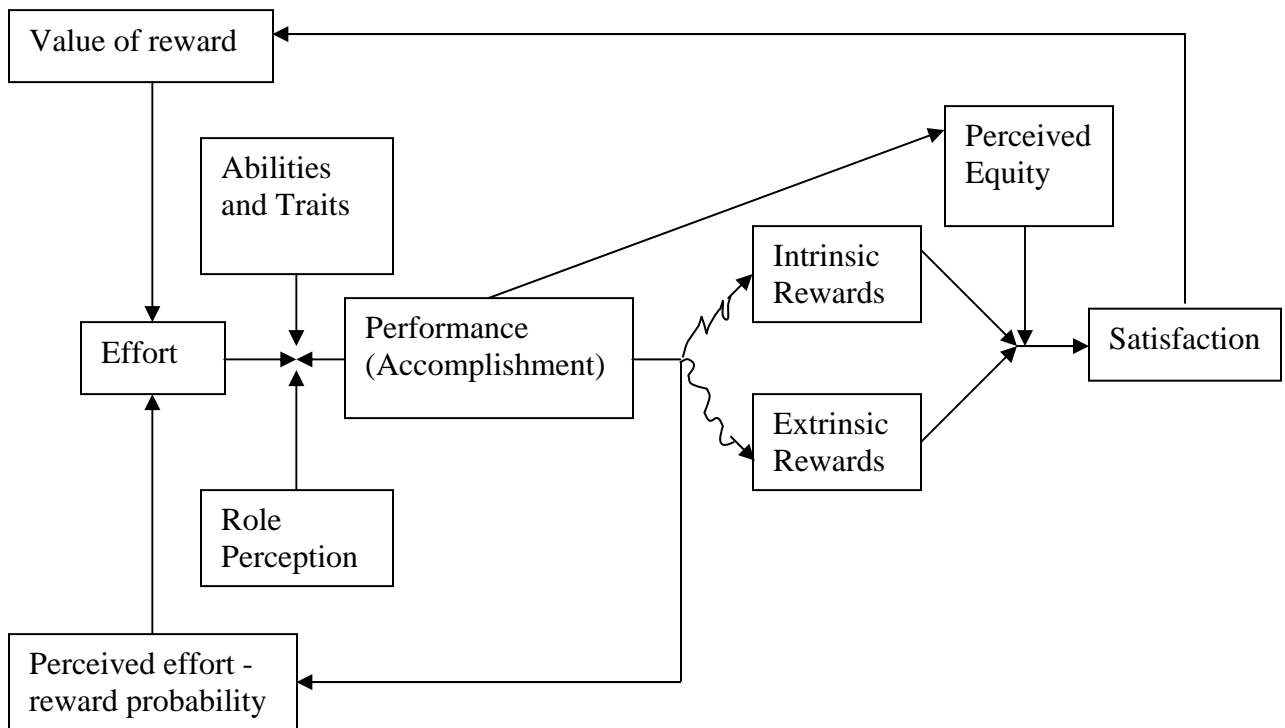 Value of reward
Abilities
and Traits
Perceived
Equity
Intrinsic
Rewards
Effort
Performance
(Accomplishment)
Satisfaction
Extrinsic
Rewards
Role
Perception
Perceived effort -
reward probability